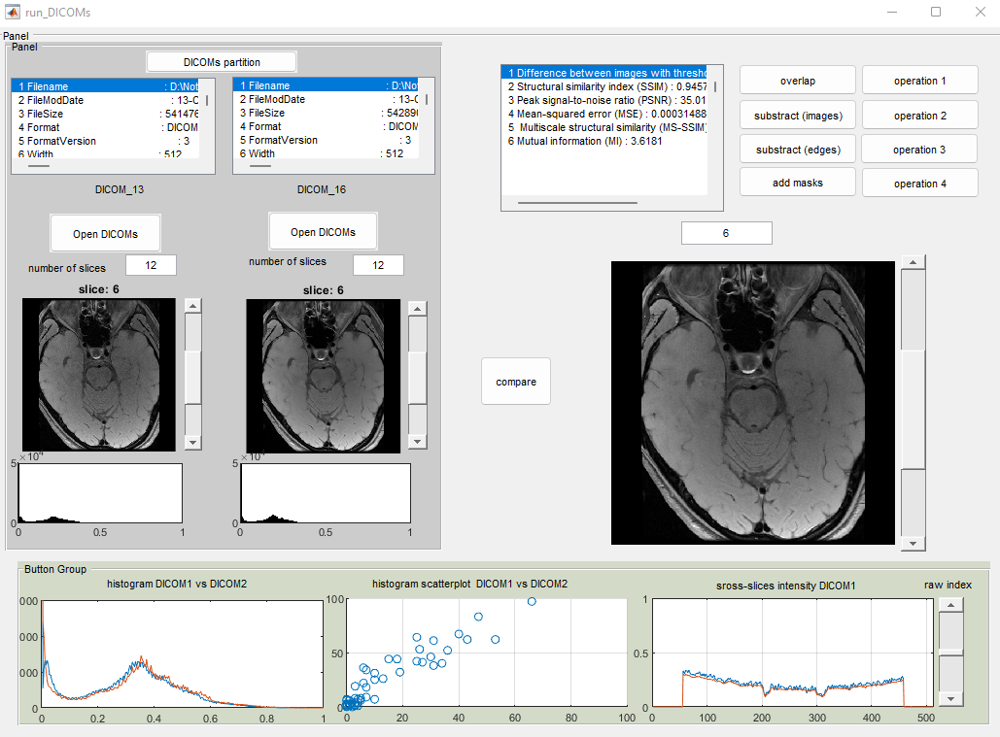 run_DICOMs
Panel
Panel
DICOMs partition
1 Filename : D:\Not
2 FileModDate : 13-C
3 FileSize : 541476
4 Format : DICOM
5 FormatVersion : 3
6 Width : 512
1 Filename : D:\Not
2 FileModDate : 13-C
3 FileSize : 542890
4 Format : DICOM
5 FormatVersion : 3
6 Width : 512
DICOM_13
DICOM_16
Open DICOMs
Open DICOMs
number of slices 12
number of slices 12
slice: 6
slice: 6
5 ×10⁴
0
0 0.5 1
5 ×10⁴
0
0 0.5 1
1 Difference between images with thresho
2 Structural similarity index (SSIM) : 0.9457
3 Peak signal-to-noise ratio (PSNR) : 35.01
4 Mean-squared error (MSE) : 0.00031488
5 Multiscale structural similarity (MS-SSIM)
6 Mutual information (MI) : 3.6181
overlap
operation 1
substract (images)
operation 2
substract (edges)
operation 3
add masks
operation 4
6
compare
Button Group
histogram DICOM1 vs DICOM2
000
000
000
0
0 0.2 0.4 0.6 0.8 1
histogram scatterplot DICOM1 vs DICOM2
100
50
0
0 20 40 60 80 100
sross-slices intensity DICOM1
1
0.5
0
0 100 200 300 400 500
raw index